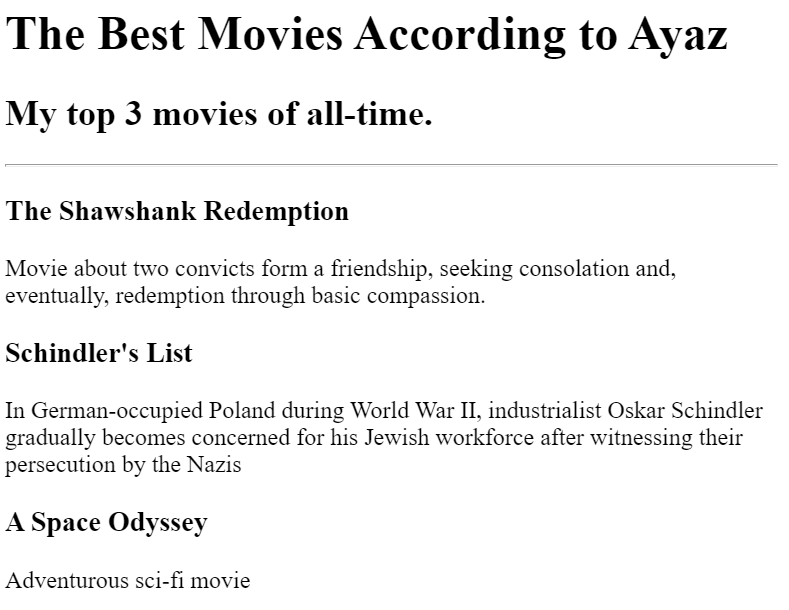 The Best Movies According to Ayaz
My top 3 movies of all-time.
The Shawshank Redemption
Movie about two convicts form a friendship, seeking consolation and,
eventually, redemption through basic compassion.
Schindler's List
In German-occupied Poland during World War II, industrialist Oskar Schindler
gradually becomes concerned for his Jewish workforce after witnessing their
persecution by the Nazis
A Space Odyssey
Adventurous sci-fi movie